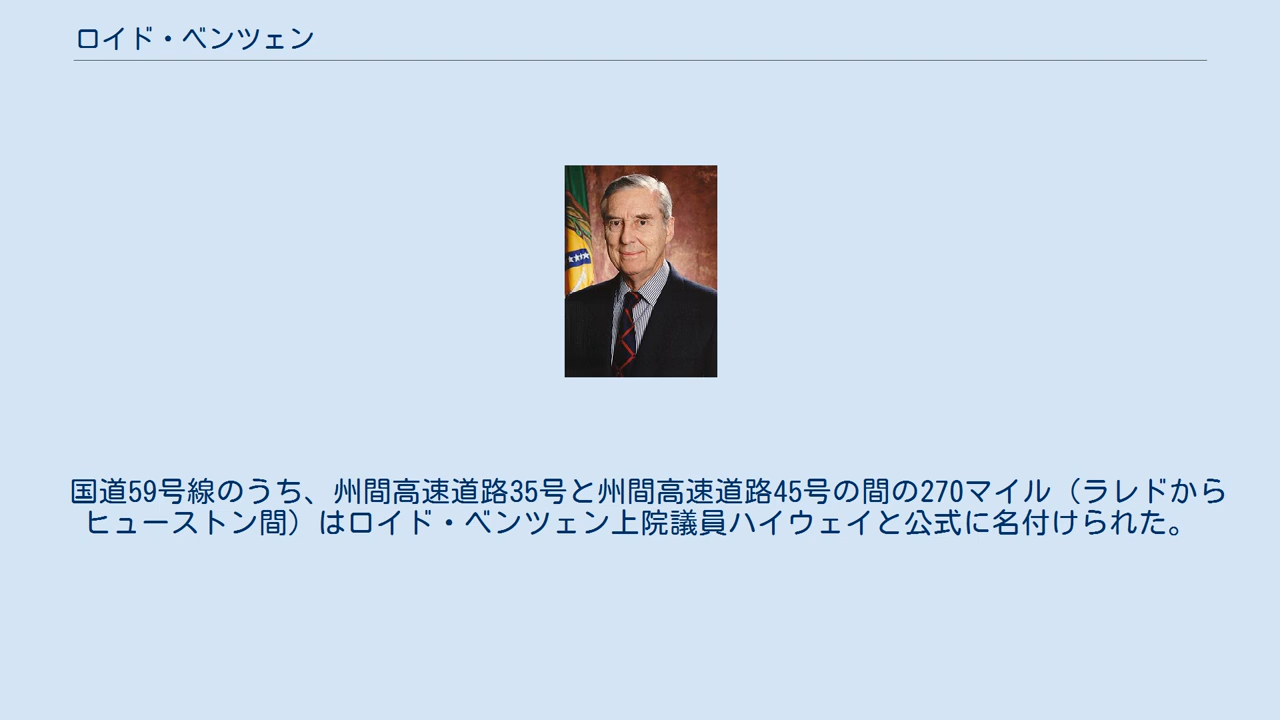 ロイド・ベンツェン
国道59号線のうち、州間高速道路35号と州間高速道路45号の間の270マイル（ラレドから
ヒューストン間）はロイド・ベンツェン上院議員ハイウェイと公式に名付けられた。